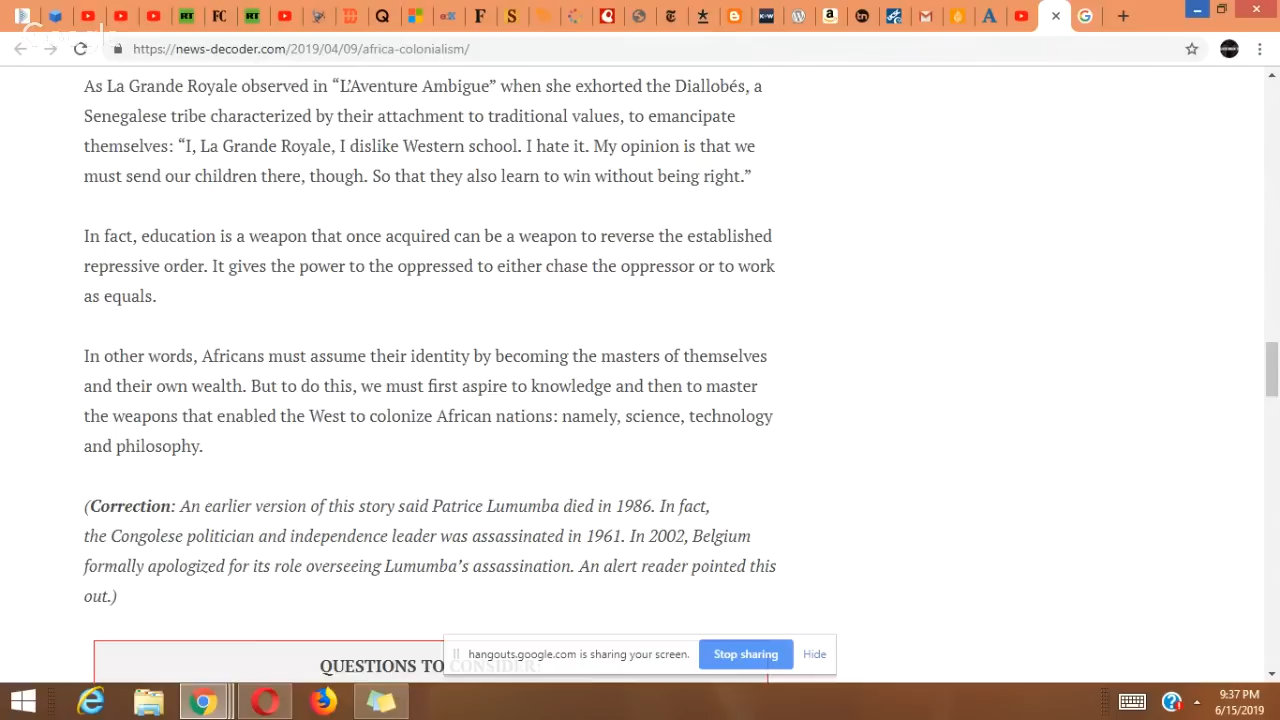 https://news-decoder.com/2019/04/09/africa-colonialism/
As La Grande Royale observed in “L’Aventure Ambigue” when she exhorted the Diallobés, a
Senegalese tribe characterized by their attachment to traditional values, to emancipate
themselves: “I, La Grande Royale, I dislike Western school. I hate it. My opinion is that we
must send our children there, though. So that they also learn to win without being right.”
In fact, education is a weapon that once acquired can be a weapon to reverse the established
repressive order. It gives the power to the oppressed to either chase the oppressor or to work
as equals.
In other words, Africans must assume their identity by becoming the masters of themselves
and their own wealth. But to do this, we must first aspire to knowledge and then to master
the weapons that enabled the West to colonize African nations: namely, science, technology
and philosophy.
(Correction: An earlier version of this story said Patrice Lumumba died in 1986. In fact,
the Congolese politician and independence leader was assassinated in 1961. In 2002, Belgium
formally apologized for its role overseeing Lumumba’s assassination. An alert reader pointed this
out.)
QUESTIONS TO CONSIDER:
hangouts.google.com is sharing your screen. Stop sharing Hide
9:37 PM
6/15/2019